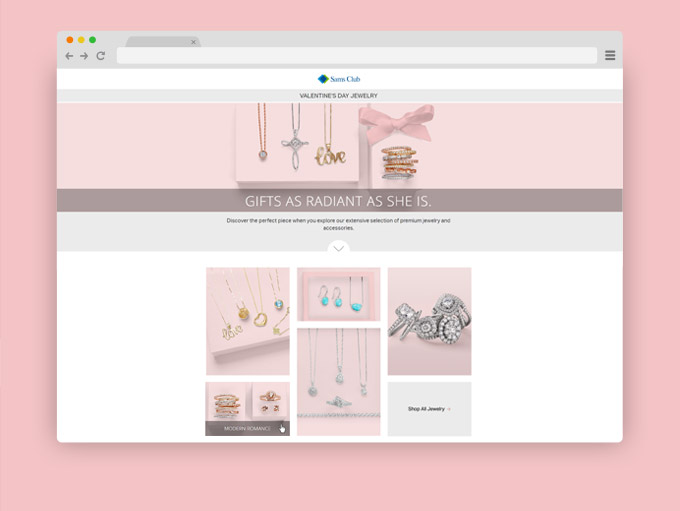 Sams Club
VALENTINE'S DAY JEWELRY
love
GIFTS AS RADIANT AS SHE IS.
Discover the perfect piece when you explore our extensive selection of premium jewelry and
accessories.
love
MODERN ROMANCE
Shop All Jewelry →